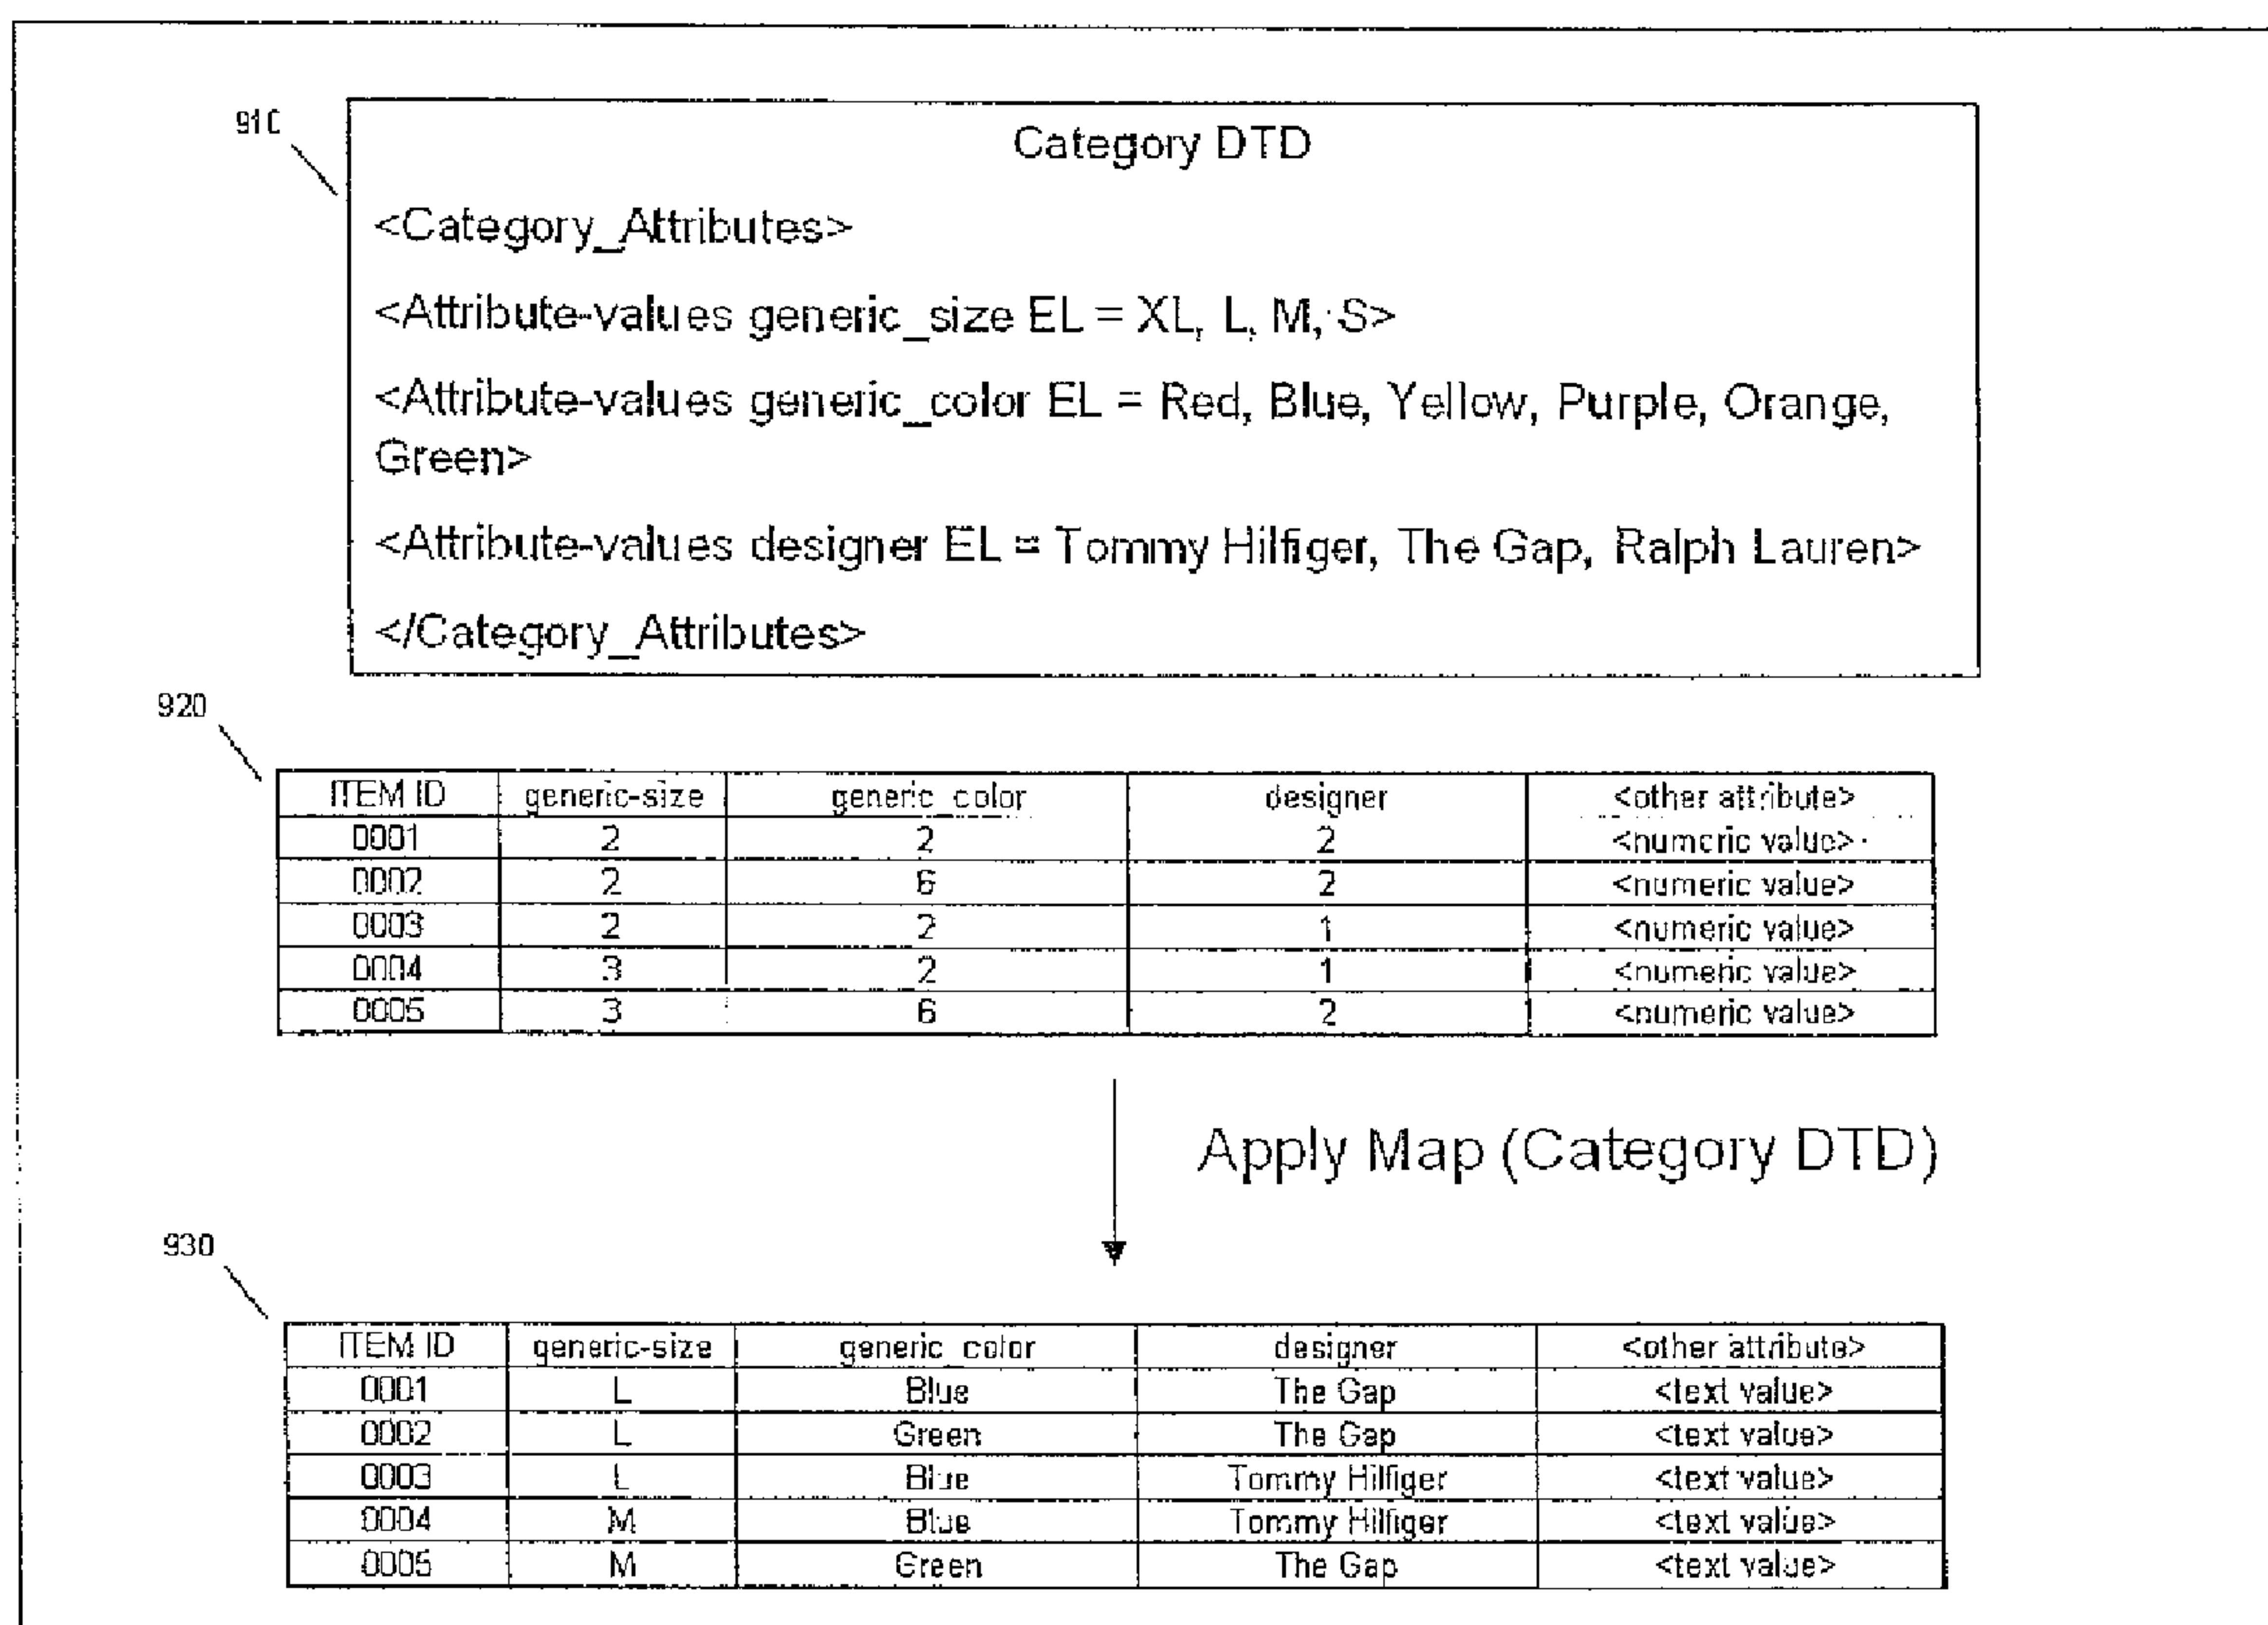 910
Category DTD
<Category_Attributes>
<Attribute-values generic_size EL = XL, L, M, S>
<Attribute-values generic_color EL = Red, Blue, Yellow, Purple, Orange,
Green>
<Attribute-values designer EL = Tommy Hilfiger, The Gap, Ralph Lauren>
</Category_Attributes>
920
ITEM ID generic-size generic_color designer <other attribute>
0001 2 2 2 <numeric value>
0002 2 6 2 <numeric value>
0003 2 2 1 <numeric value>
0004 3 2 1 <numeric value>
0005 3 6 2 <numeric value>
Apply Map (Category DTD)
930
ITEM ID generic-size generic_color designer <other attribute>
0001 L Blue The Gap <text value>
0002 L Green The Gap <text value>
0003 L Blue Tommy Hilfiger <text value>
0004 M Blue Tommy Hilfiger <text value>
0005 M Green The Gap <text value>